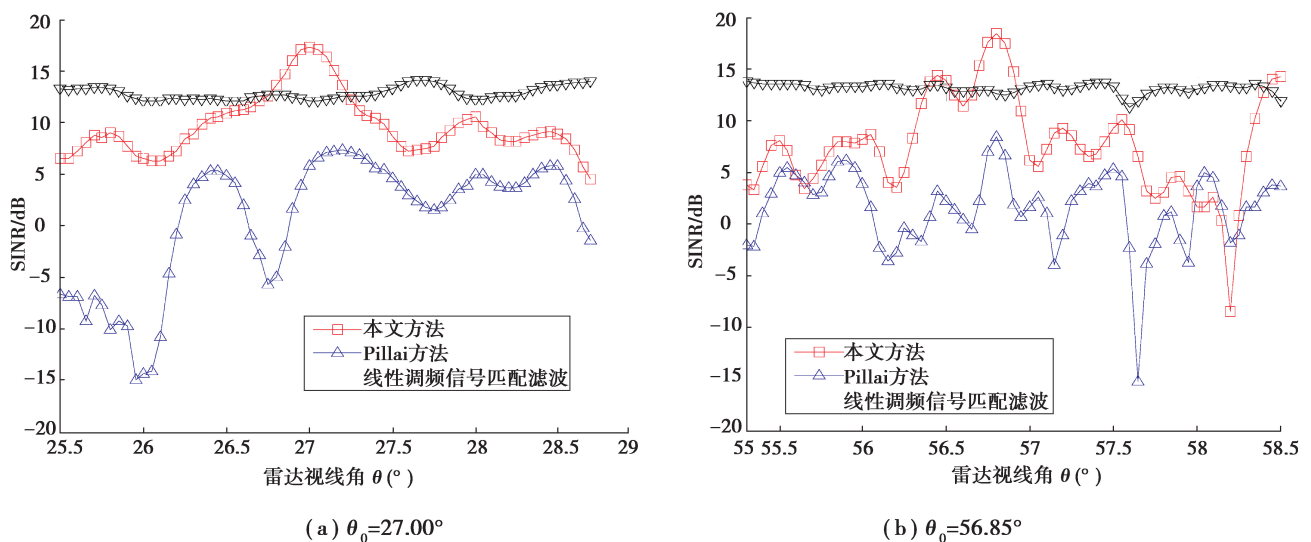 20
15
10
5
0
−5
−10
−15
−20
SINR/dB
25.5
26
26.5
27
27.5
28
28.5
29
雷达视线角 θ (°)
本文方法
Pillai方法
线性调频信号匹配滤波
(a) θ0=27.00°
20
15
10
5
0
−5
−10
−15
−20
SINR/dB
55
55.5
56
56.5
57
57.5
58
58.5
雷达视线角 θ (°)
本文方法
Pillai方法
线性调频信号匹配滤波
(b) θ0=56.85°